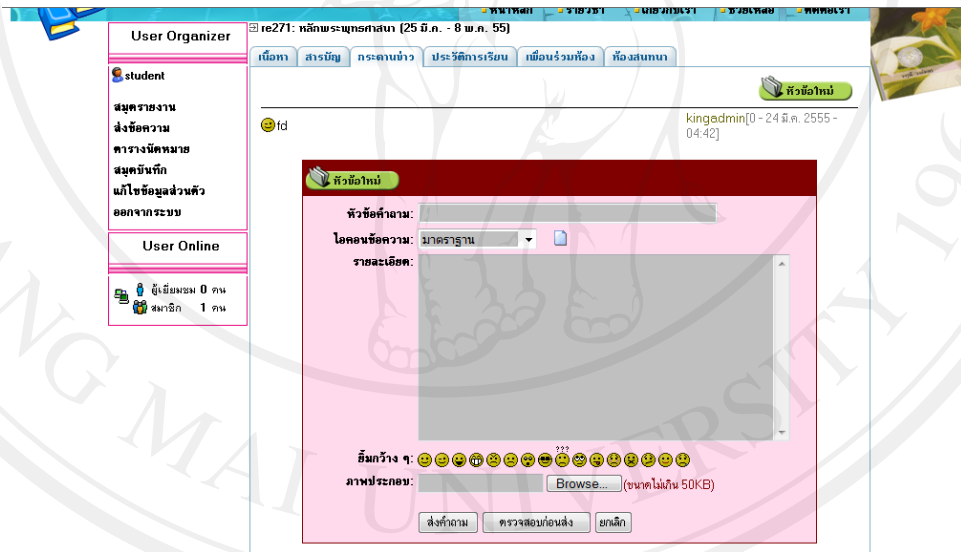 หน้าหลัก รายวิชา เกี่ยวกับเรา ช่วยเหลือ ติดต่อเรา
User Organizer
re271: หลักพระพุทธศาสนา (25 มี.ค. - 8 พ.ค. 55)
เนื้อหา สารบัญ กระดานข่าว ประวัติการเรียน เพื่อนร่วมห้อง ห้องสนทนา
student
หัวข้อใหม่
สมุดรายงาน
ส่งข้อความ
ตารางนัดหมาย
สมุดบันทึก
แก้ไขข้อมูลส่วนตัว
ออกจากระบบ
fd
kingadmin[0 - 24 มี.ค. 2555 -
04:42]
User Online
ผู้เยี่ยมชม 0 คน
สมาชิก 1 คน
หัวข้อใหม่
หัวข้อคำถาม:
ไอคอนข้อความ: มาตราฐาน
รายละเอียด:
ยิ้มกว้าง ๆ:
???
ภาพประกอบ: Browse... (ขนาดไม่เกิน 50KB)
ส่งคำถาม ตรวจสอบก่อนส่ง ยกเลิก
ANG MAI UNIVERSITY 196